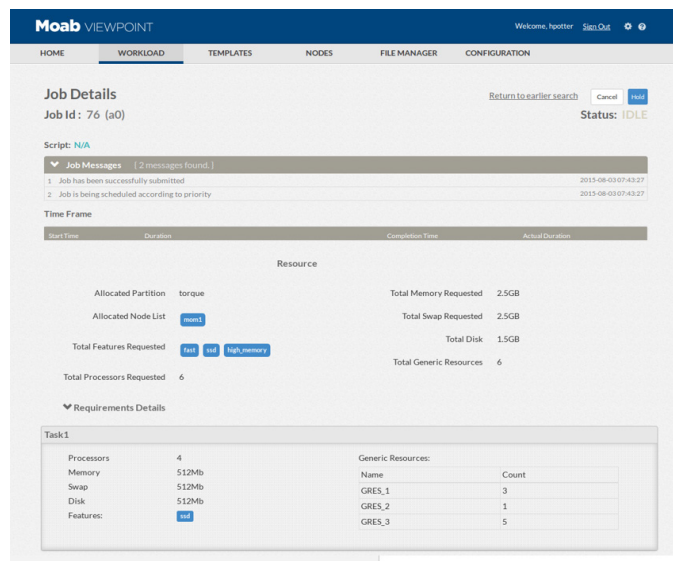 Moab VIEWPOINT
Welcome, hpotter Sign Out
HOME WORKLOAD TEMPLATES NODES FILE MANAGER CONFIGURATION
Job Details
Return to earlier search Cancel Hold
Job Id : 76 (a0)
Status: IDLE
Script: N/A
Job Messages [ 2 messages found. ]
1 Job has been successfully submitted 2015-08-03 07:43:27
2 Job is being scheduled according to priority 2015-08-03 07:43:27
Time Frame
Start Time Duration Completion Time Actual Duration
Resource
Allocated Partition torque
Total Memory Requested 2.5GB
Allocated Node List mom1
Total Swap Requested 2.5GB
Total Disk 1.5GB
Total Features Requested fast ssd high_memory
Total Generic Resources 6
Total Processors Requested 6
Requirements Details
Task1
Processors 4
Memory 512Mb
Swap 512Mb
Disk 512Mb
Features: ssd
Generic Resources:
Name Count
GRES_1 3
GRES_2 1
GRES_3 5